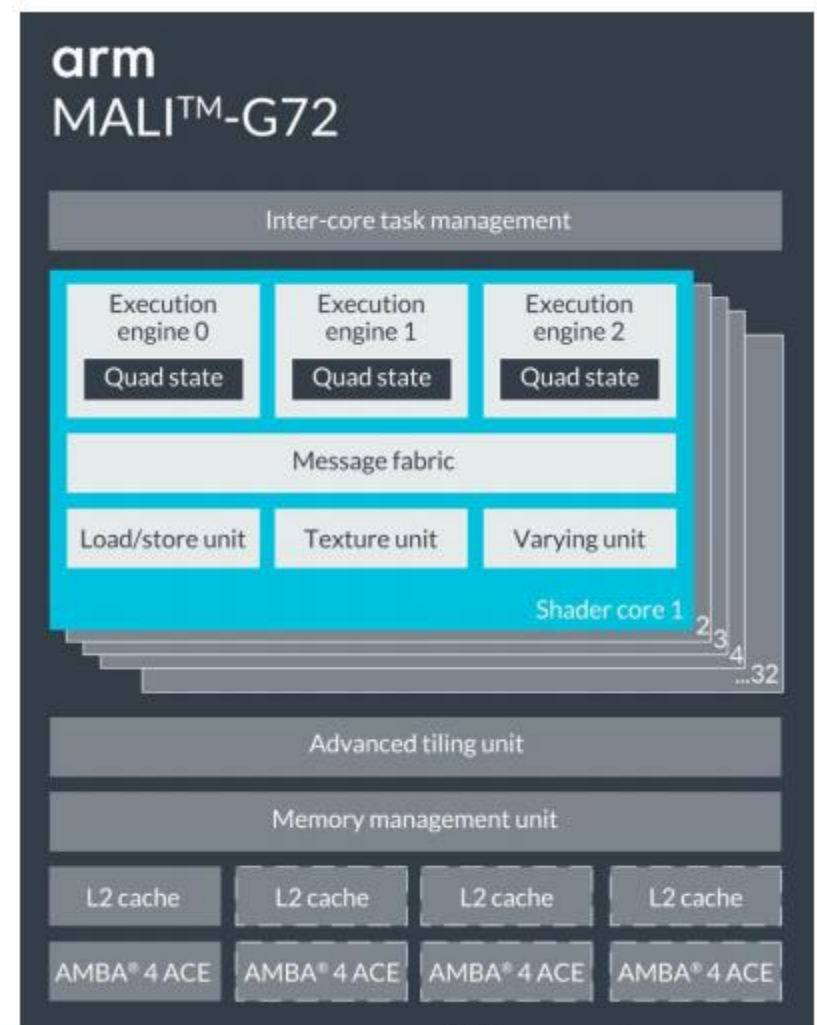 arm
MALI™-G72
Inter-core task management
Execution engine 0
Execution engine 1
Execution engine 2
Quad state
Quad state
Quad state
Message fabric
Load/store unit
Texture unit
Varying unit
Shader core 1
2
3
4
...32
Advanced tiling unit
Memory management unit
L2 cache
L2 cache
L2 cache
L2 cache
AMBA® 4 ACE
AMBA® 4 ACE
AMBA® 4 ACE
AMBA® 4 ACE